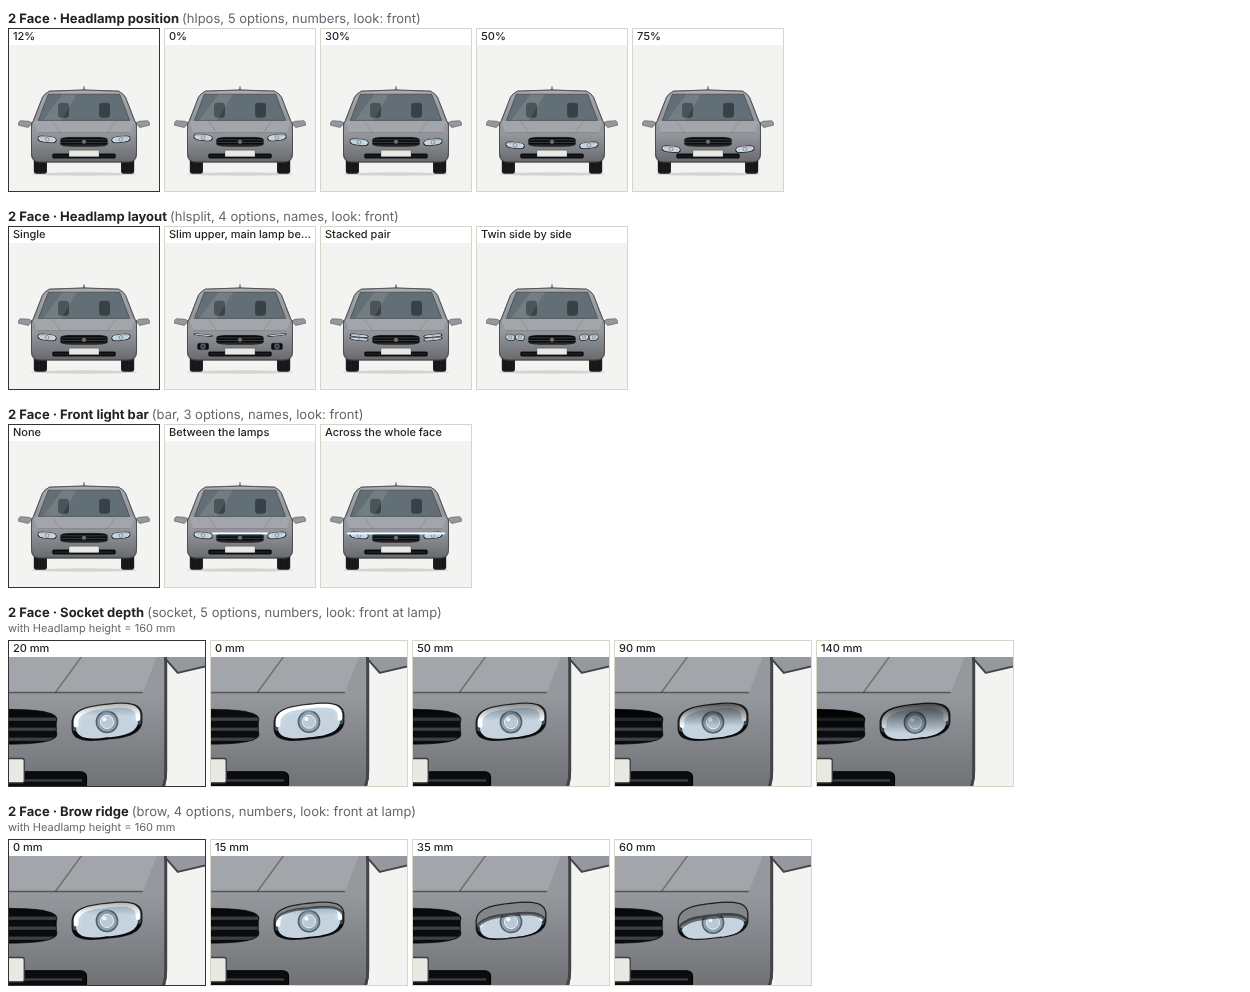 2 Face · Headlamp position (hlpos, 5 options, numbers, look: front)
12%
0%
30%
50%
75%
2 Face · Headlamp layout (hlsplit, 4 options, names, look: front)
Single
Slim upper, main lamp be...
Stacked pair
Twin side by side
2 Face · Front light bar (bar, 3 options, names, look: front)
None
Between the lamps
Across the whole face
2 Face · Socket depth (socket, 5 options, numbers, look: front at lamp)
with Headlamp height = 160 mm
20 mm
0 mm
50 mm
90 mm
140 mm
2 Face · Brow ridge (brow, 4 options, numbers, look: front at lamp)
with Headlamp height = 160 mm
0 mm
15 mm
35 mm
60 mm